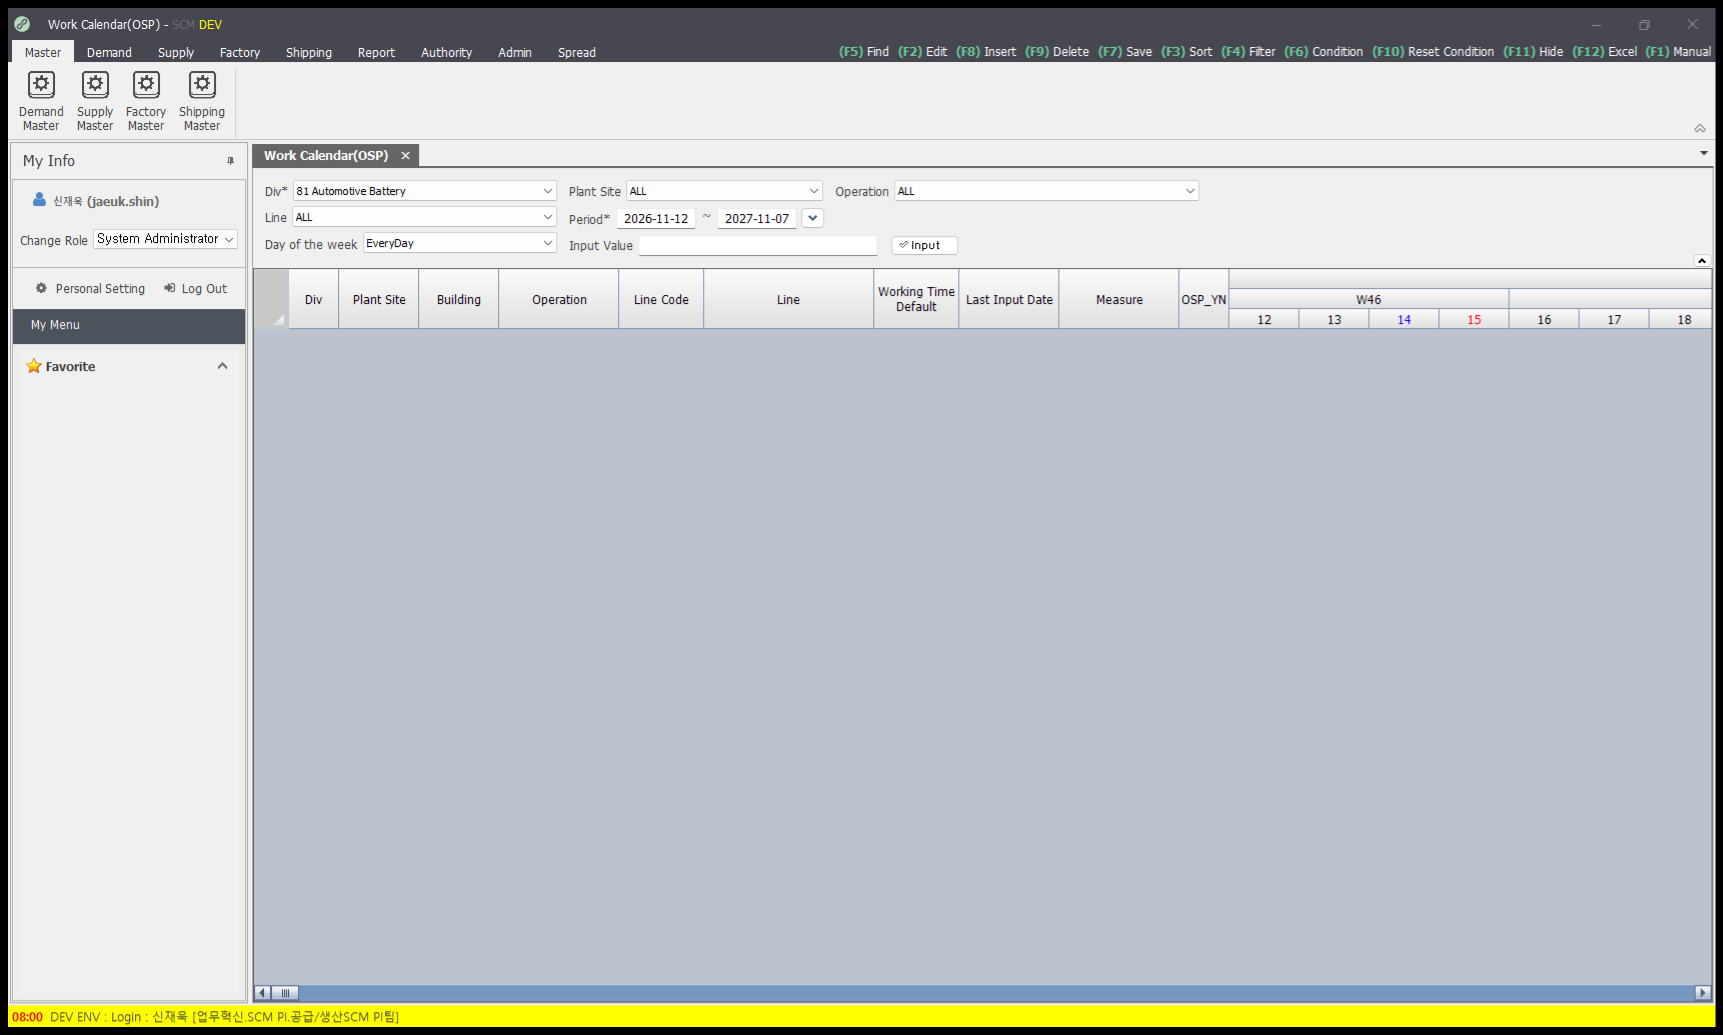 Work Calendar(OSP) - SCM DEV
Master Demand Supply Factory Shipping Report Authority Admin Spread
(F5) Find (F2) Edit (F8) Insert (F9) Delete (F7) Save (F3) Sort (F4) Filter (F6) Condition (F10) Reset Condition (F11) Hide (F12) Excel (F1) Manual
Demand Master
Supply Master
Factory Master
Shipping Master
My Info
신재욱 (jaeuk.shin)
Change Role System Administrator
Personal Setting Log Out
My Menu
Favorite
Work Calendar(OSP)
Div* 81 Automotive Battery Plant Site ALL Operation ALL
Line ALL Period* 2026-11-12 ~ 2027-11-07
Day of the week EveryDay Input Value Input
Div Plant Site Building Operation Line Code Line Working Time Default Last Input Date Measure OSP_YN W46
12 13 14 15 16 17 18
08:00 DEV ENV : Login : 신재욱 [업무혁신.SCM PI.공급/생산SCM PI팀]